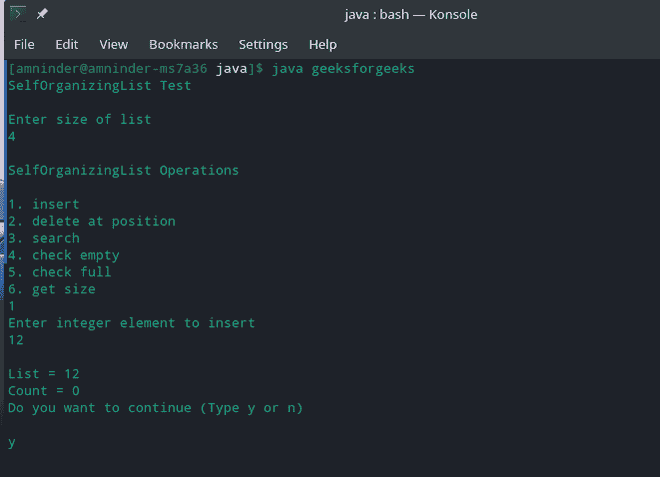 java : bash — Konsole
File Edit View Bookmarks Settings Help
[amninder@amninder-ms7a36 java]$ java geeksforgeeks
SelfOrganizingList Test
Enter size of list
4
SelfOrganizingList Operations
1. insert
2. delete at position
3. search
4. check empty
5. check full
6. get size
1
Enter integer element to insert
12
List = 12
Count = 0
Do you want to continue (Type y or n)
y